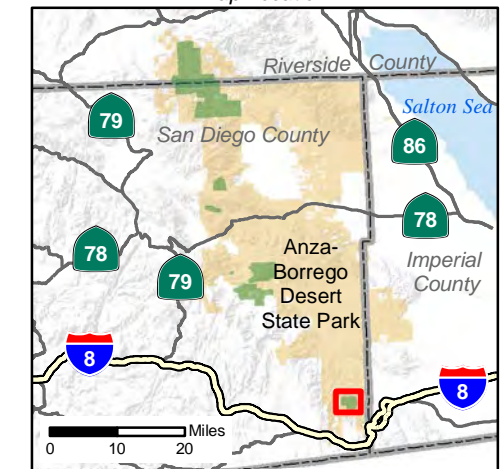 Riverside County
Salton Sea
79
San Diego County
86
78
Anza-
Borrego
Desert
State Park
Imperial
County
78
79
8
8
Miles
0 10 20